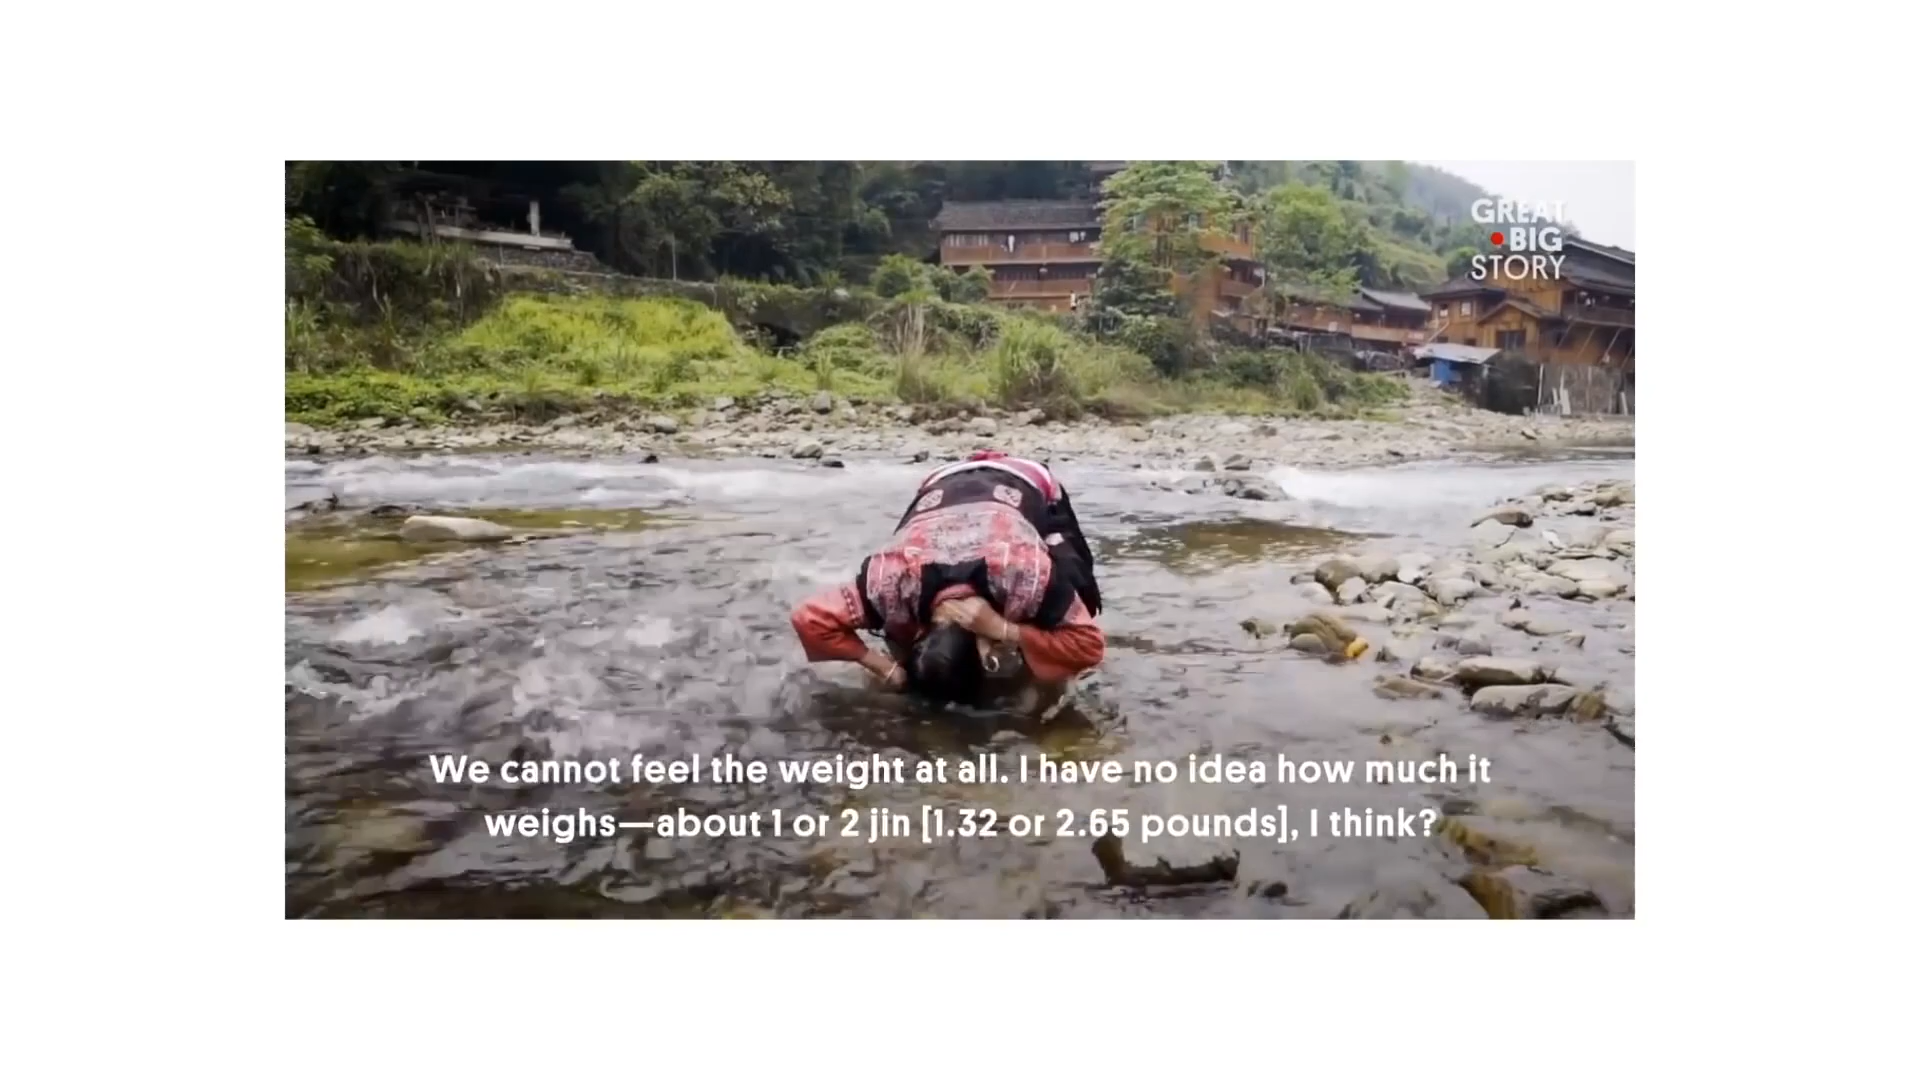 GREAT
BIG
STORY
We cannot feel the weight at all. I have no idea how much it
weighs—about 1 or 2 jin [1.32 or 2.65 pounds], I think?